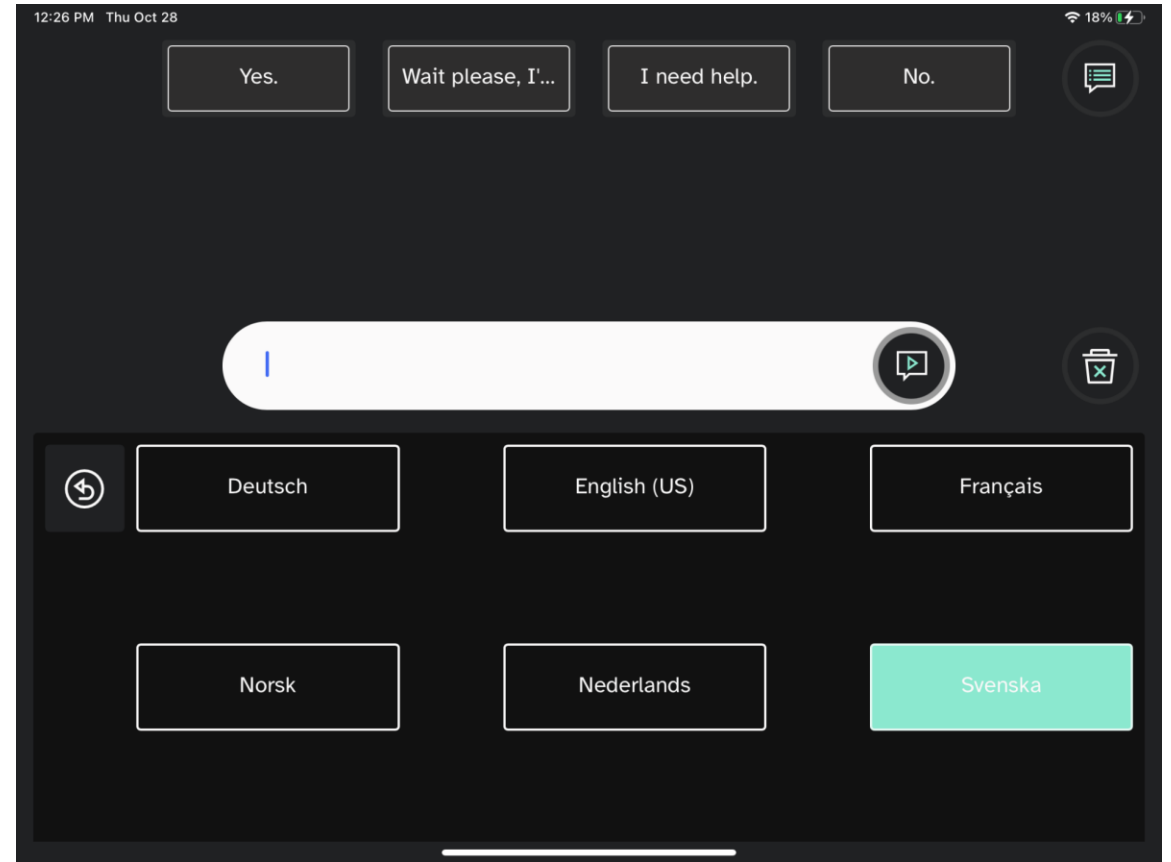 12:26 PM Thu Oct 28 18%
Yes. Wait please, I'... I need help. No.
Deutsch English (US) Français
Norsk Nederlands Svenska